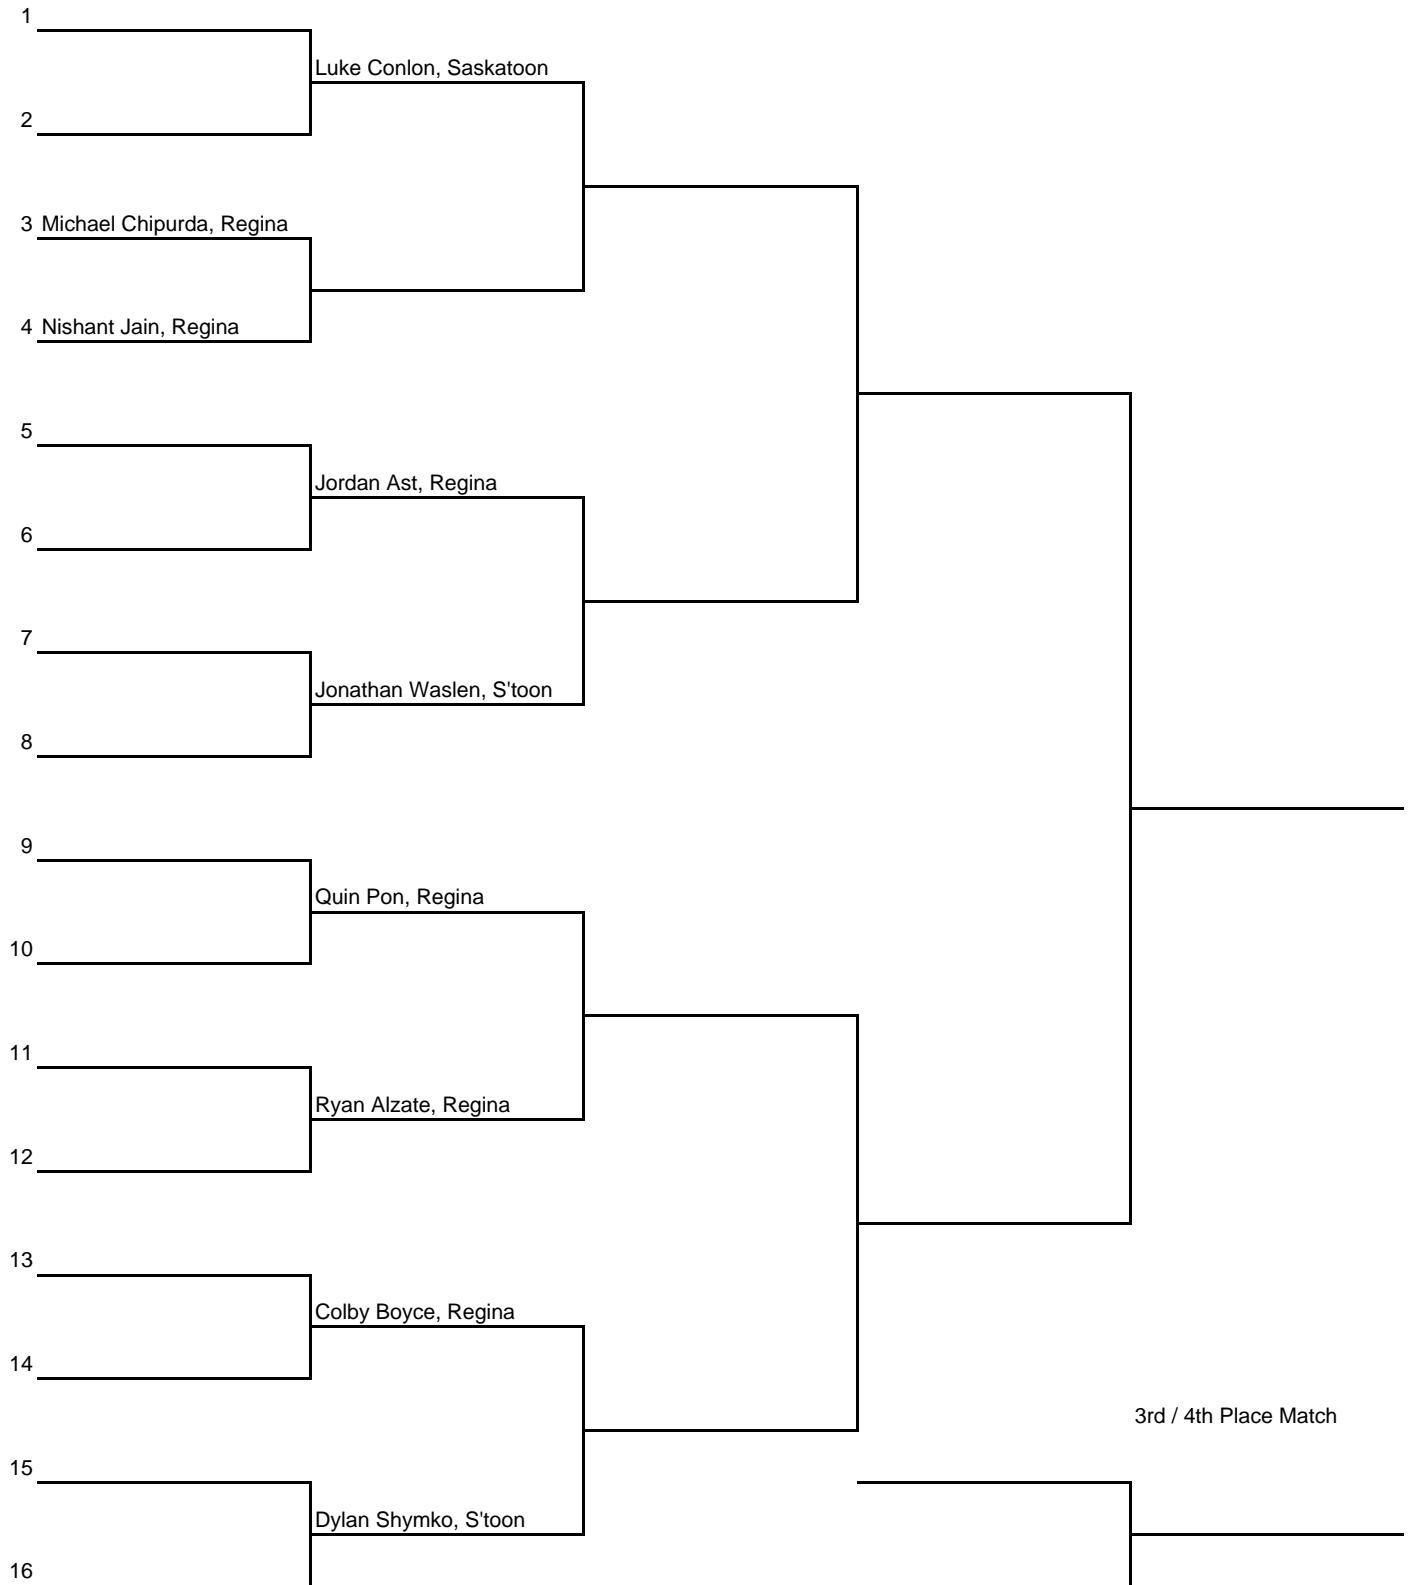 1
Luke Conlon, Saskatoon
2
3 Michael Chipurda, Regina
4 Nishant Jain, Regina
5
Jordan Ast, Regina
6
7
Jonathan Waslen, S'toon
8
9
Quin Pon, Regina
10
11
Ryan Alzate, Regina
12
13
Colby Boyce, Regina
14
3rd / 4th Place Match
15
Dylan Shymko, S'toon
16